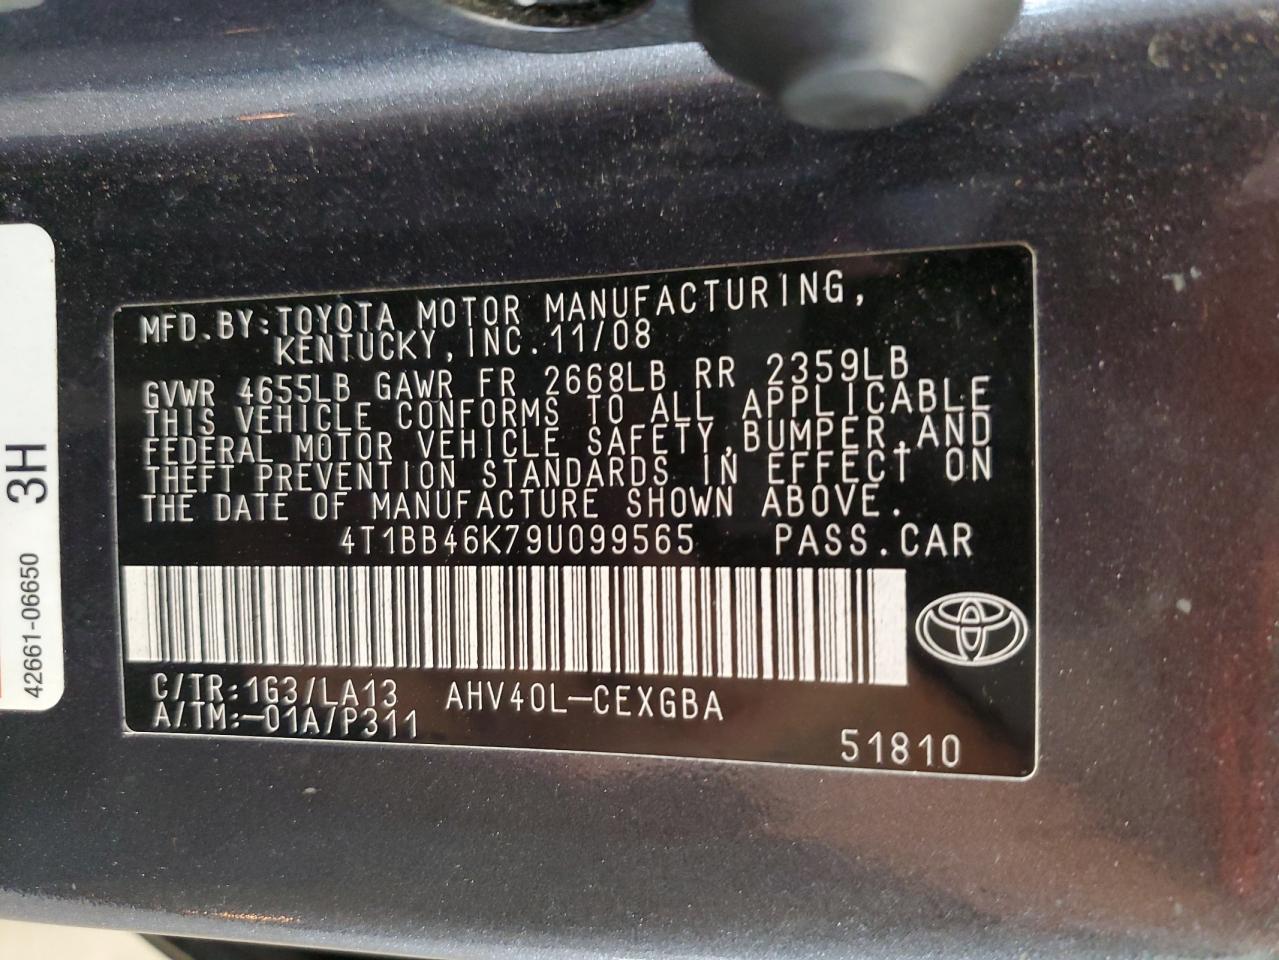 MFD.BY:TOYOTA MOTOR MANUFACTURING,
KENTUCKY,INC.11/08
GVWR 4655LB GAWR FR 2668LB RR 2359LB
THIS VEHICLE CONFORMS TO ALL APPLICABLE
FEDERAL MOTOR VEHICLE SAFETY,BUMPER,AND
THEFT PREVENTION STANDARDS IN EFFECT ON
THE DATE OF MANUFACTURE SHOWN ABOVE.
4T1BB46K79U099565 PASS.CAR
C/TR:1G3/LA13 AHV40L-CEXGBA
A/TM:-01A/P311
51810
42661-06650 3H